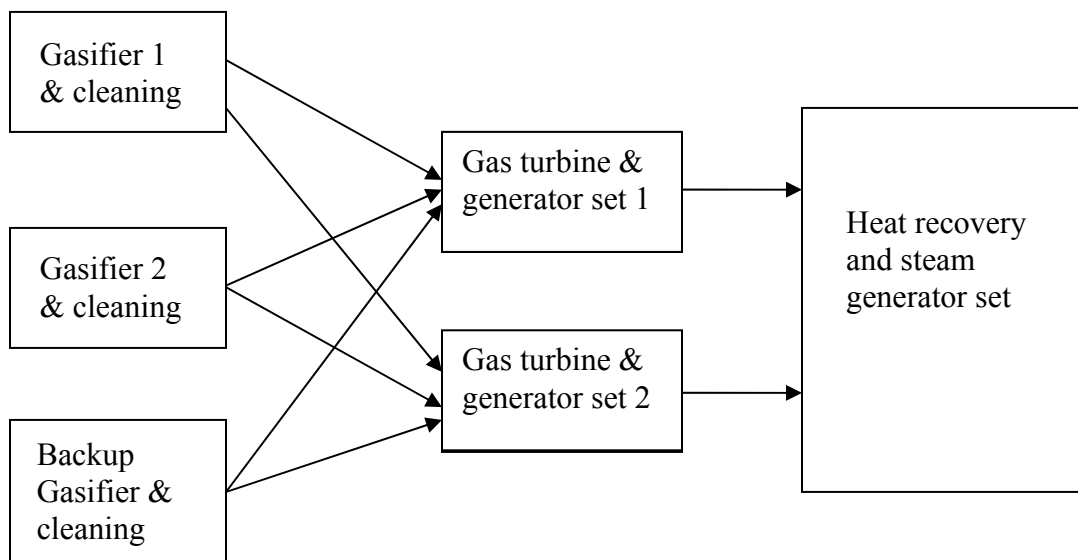 Gasifier 1
& cleaning
Gasifier 2
& cleaning
Backup
Gasifier &
cleaning
Gas turbine &
generator set 1
Gas turbine &
generator set 2
Heat recovery
and steam
generator set